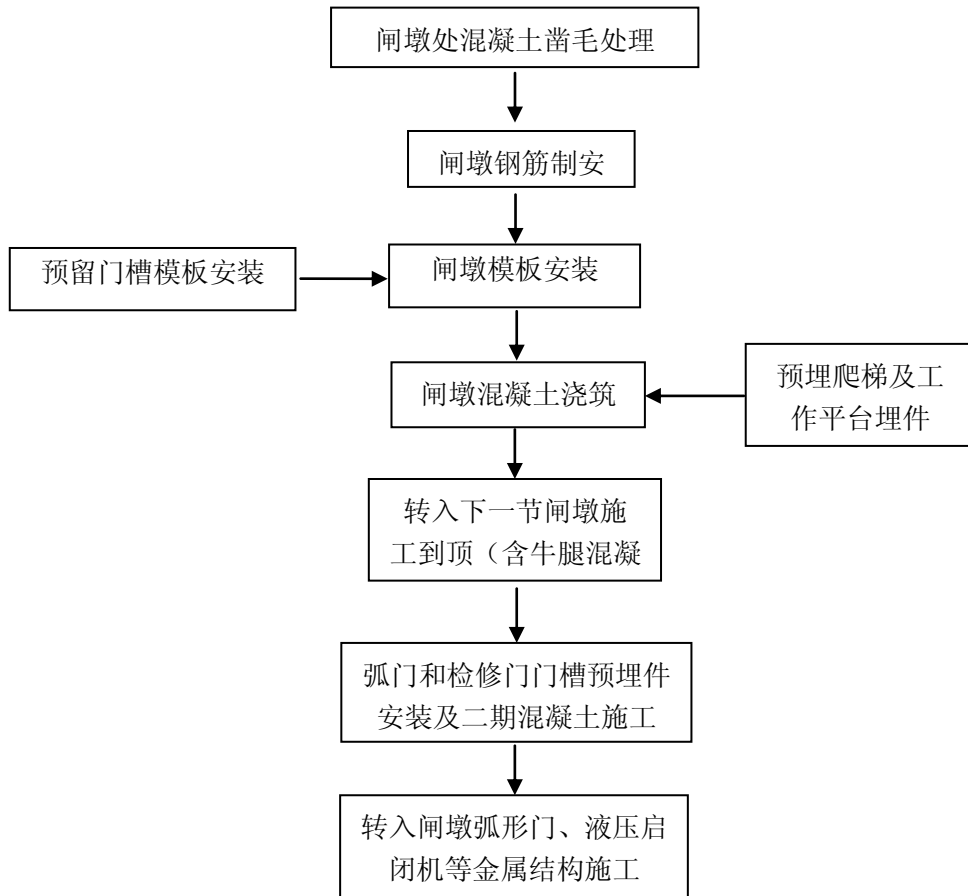 闸墩处混凝土凿毛处理
闸墩钢筋制安
预留门槽模板安装
闸墩模板安装
闸墩混凝土浇筑
预埋爬梯及工
作平台埋件
转入下一节闸墩施
工到顶（含牛腿混凝
弧门和检修门门槽预埋件
安装及二期混凝土施工
转入闸墩弧形门、液压启
闭机等金属结构施工